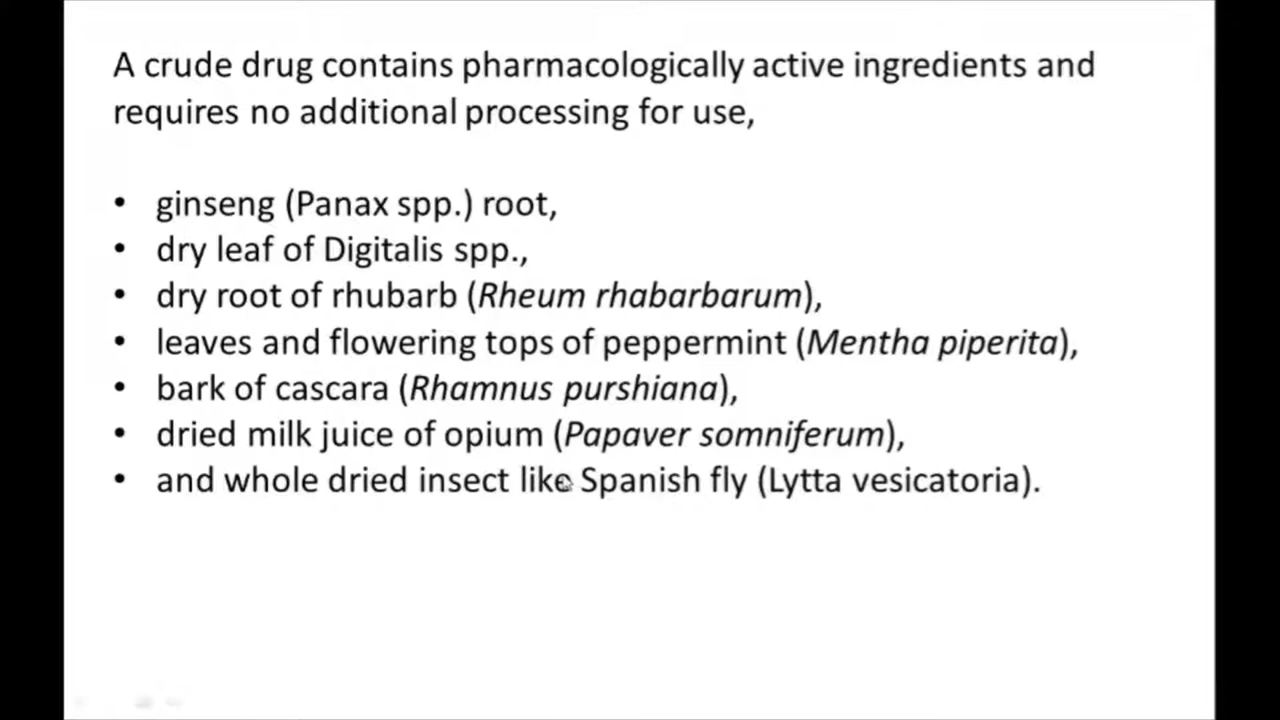 A crude drug contains pharmacologically active ingredients and
requires no additional processing for use,
• ginseng (Panax spp.) root,
• dry leaf of Digitalis spp.,
• dry root of rhubarb (Rheum rhabarbarum),
• leaves and flowering tops of peppermint (Mentha piperita),
• bark of cascara (Rhamnus purshiana),
• dried milk juice of opium (Papaver somniferum),
• and whole dried insect like Spanish fly (Lytta vesicatoria).